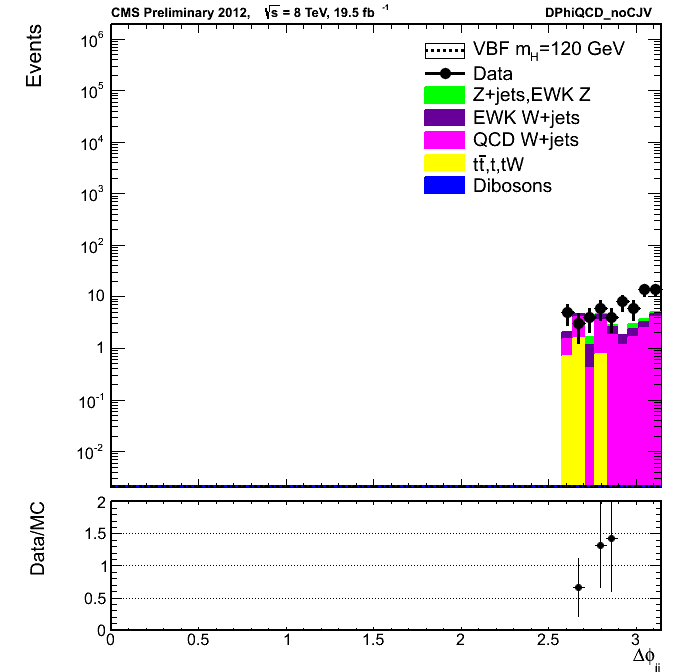 CMS Preliminary 2012, √s = 8 TeV, 19.5 fb⁻¹ DPhiQCD_noCJV
Events
10⁶
10⁵
10⁴
10³
10²
10
1
10⁻¹
10⁻²
VBF m_H=120 GeV
Data
Z+jets,EWK Z
EWK W+jets
QCD W+jets
tt̄,t,tW
Dibosons
Data/MC
2
1.5
1
0.5
0
0 0.5 1 1.5 2 2.5 3
Δϕ_jj